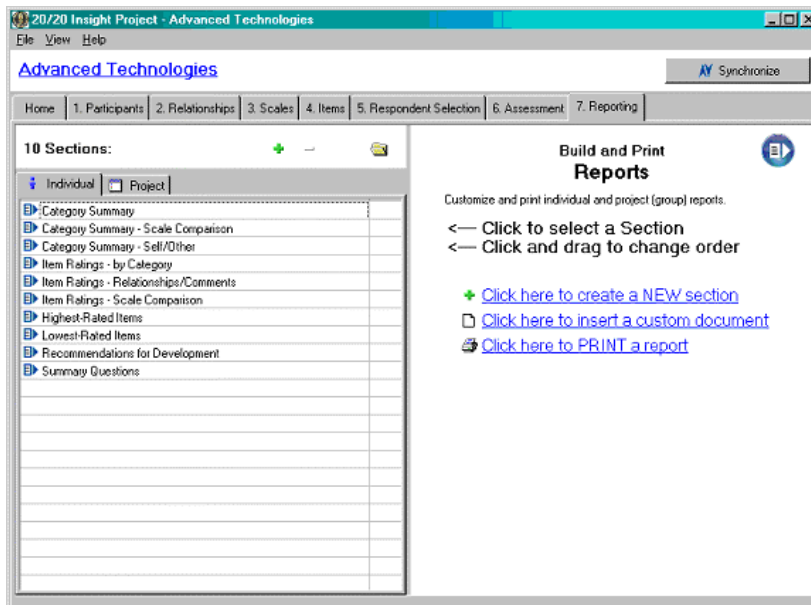 20/20 Insight Project - Advanced Technologies
File View Help
Advanced Technologies
Synchronize
Home 1. Participants 2. Relationships 3. Scales 4. Items 5. Respondent Selection 6. Assessment 7. Reporting
10 Sections:
Individual Project
Category Summary
Category Summary - Scale Comparison
Category Summary - Self/Other
Item Ratings - by Category
Item Ratings - Relationships/Comments
Item Ratings - Scale Comparison
Highest-Rated Items
Lowest-Rated Items
Recommendations for Development
Summary Questions
Build and Print
Reports
Customize and print individual and project (group) reports.
<— Click to select a Section
<— Click and drag to change order
Click here to create a NEW section
Click here to insert a custom document
Click here to PRINT a report